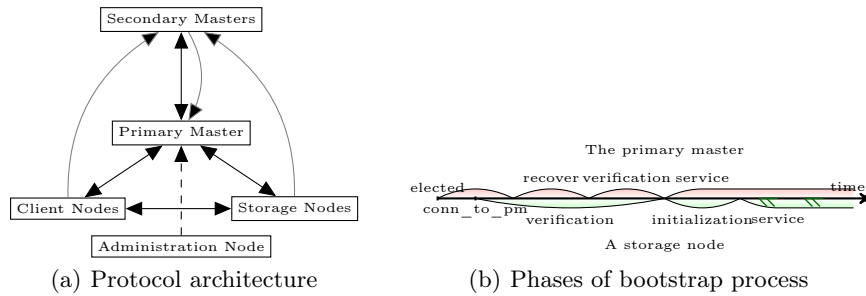 Secondary Masters
Primary Master
Client Nodes
Storage Nodes
Administration Node
(a) Protocol architecture
The primary master
recover verification service
elected
time
conn_to_pm
verification
initialization
service
A storage node
(b) Phases of bootstrap process